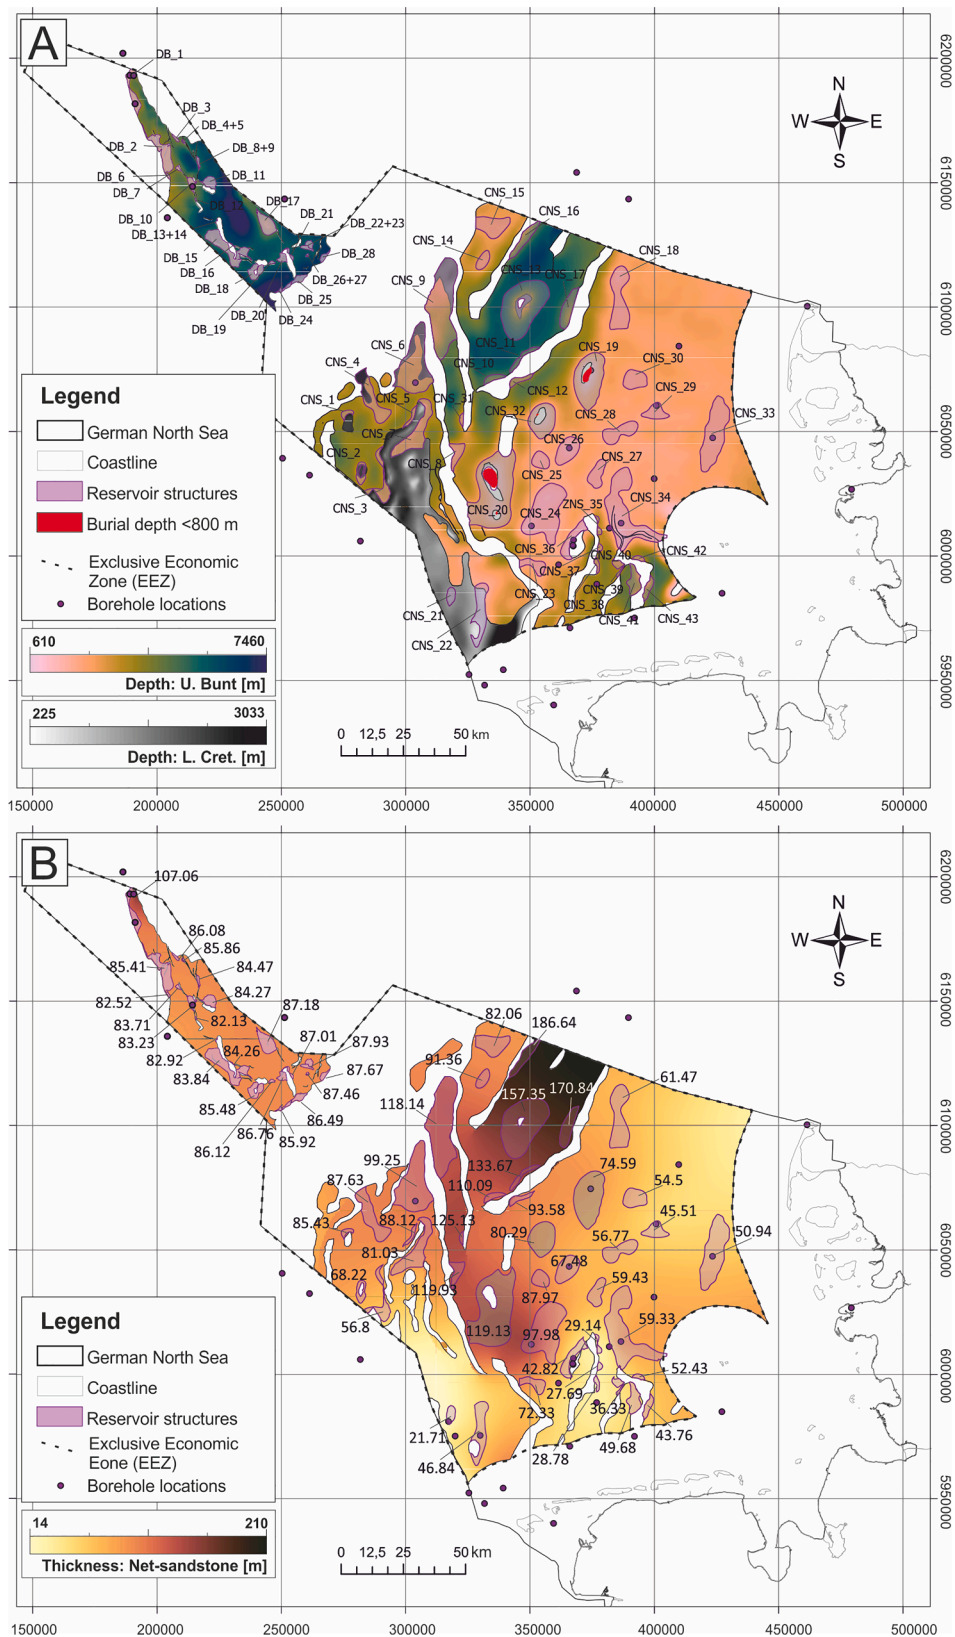 A
DB_1
N
W E
S
DB_3
DB_4+5
DB_2
DB_8+9
DB_6
DB_11
DB_7
DB_12
DB_17
DB_10
DB_21
DB_22+23
DB_13+14
DB_15
DB_28
DB_16
DB_26+27
DB_18
DB_25
DB_20
DB_24
DB_19
CNS_15
CNS_16
CNS_14
CNS_18
CNS_13
CNS_17
CNS_9
CNS_11
CNS_6
CNS_19
CNS_4
CNS_10
CNS_30
CNS_12
CNS_29
CNS_1
CNS_5
CNS_31
CNS_32
CNS_28
CNS_33
CNS_7
CNS_26
CNS_2
CNS_8
CNS_25
CNS_27
CNS_3
CNS_20
CNS_24
ZNS_35
CNS_34
CNS_36
CNS_40
CNS_42
CNS_37
CNS_23
CNS_39
CNS_38
CNS_21
CNS_41
CNS_43
CNS_22
Legend
German North Sea
Coastline
Reservoir structures
Burial depth <800 m
Exclusive Economic
Zone (EEZ)
Borehole locations
610 7460
Depth: U. Bunt [m]
225 3033
Depth: L. Cret. [m]
0 12,5 25 50 km
6200000
6150000
6100000
6050000
6000000
5950000
150000 200000 250000 300000 350000 400000 450000 500000
B
107.06
N
W E
S
86.08
85.86
85.41
84.47
82.52
84.27
87.18
83.71
82.13
83.23
87.01
87.93
82.92
84.26
87.67
83.84
87.46
85.48
86.49
86.76
85.92
86.12
82.06
186.64
91.36
61.47
157.35
170.84
118.14
99.25
133.67
74.59
87.63
110.09
54.5
93.58
45.51
85.43
88.12
125.13
80.29
56.77
50.94
81.03
67.48
68.22
119.93
87.97
59.43
56.8
119.13
97.98
29.14
59.33
42.82
52.43
27.69
72.33
36.33
21.71
49.68
43.76
46.84
28.78
Legend
German North Sea
Coastline
Reservoir structures
Exclusive Economic
Eone (EEZ)
Borehole locations
14 210
Thickness: Net-sandstone [m]
0 12,5 25 50 km
6200000
6150000
6100000
6050000
6000000
5950000
150000 200000 250000 300000 350000 400000 450000 500000